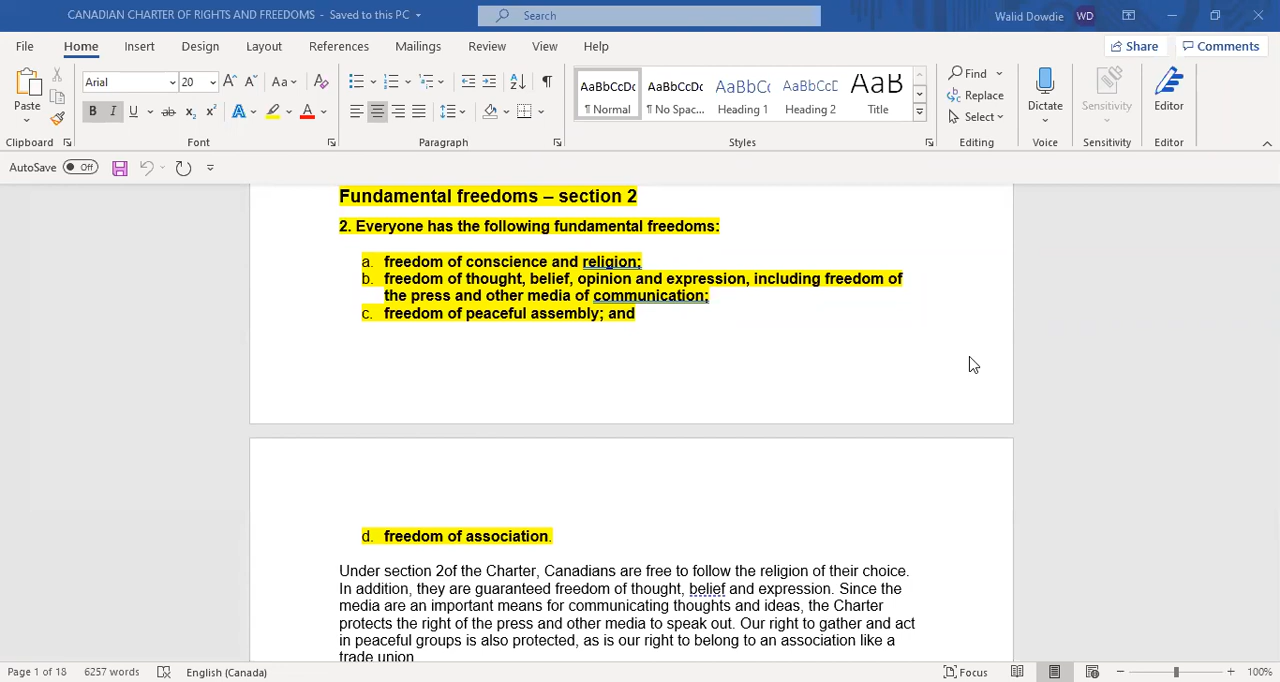 CANADIAN CHARTER OF RIGHTS AND FREEDOMS - Saved to this PC
Search
Walid Dowdie WD
File Home Insert Design Layout References Mailings Review View Help Share Comments
Paste
Arial 20 Aa
B I U ab x₂ x² A A
AaBbCcDc ¶ Normal
AaBbCcDc ¶ No Spac...
AaBbCc Heading 1
AaBbCcC Heading 2
AaB Title
Find
Replace
Select
Dictate
Sensitivity
Editor
Clipboard Font Paragraph Styles Editing Voice Sensitivity Editor
AutoSave Off
Fundamental freedoms – section 2
2. Everyone has the following fundamental freedoms:
a. freedom of conscience and religion;
b. freedom of thought, belief, opinion and expression, including freedom of
the press and other media of communication;
c. freedom of peaceful assembly; and
d. freedom of association.
Under section 2of the Charter, Canadians are free to follow the religion of their choice.
In addition, they are guaranteed freedom of thought, belief and expression. Since the
media are an important means for communicating thoughts and ideas, the Charter
protects the right of the press and other media to speak out. Our right to gather and act
in peaceful groups is also protected, as is our right to belong to an association like a
trade union.
Page 1 of 18 6257 words English (Canada) Focus 100%